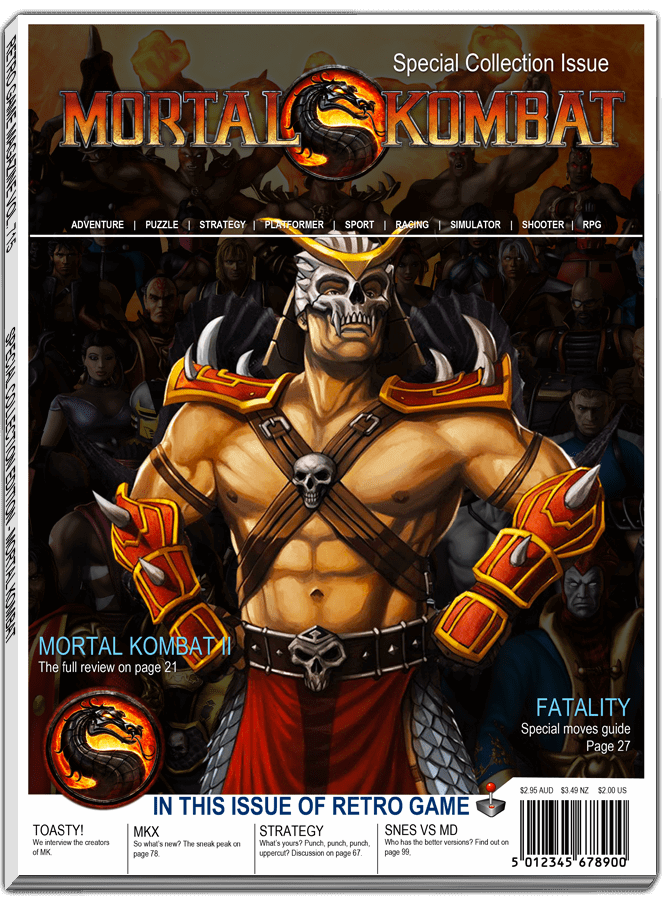 Special Collection Issue
MORTAL KOMBAT
ADVENTURE | PUZZLE | STRATEGY | PLATFORMER | SPORT | RACING | SIMULATOR | SHOOTER | RPG
MORTAL KOMBAT II
The full review on page 21
FATALITY
Special moves guide
Page 27
$2.95 AUD $3.49 NZ $2.00 US
IN THIS ISSUE OF RETRO GAME
TOASTY!
We interview the creators
of MK.
MKX
So what's new? The sneak peak on
page 78.
STRATEGY
What's yours? Punch, punch, punch,
uppercut? Discussion on page 67.
SNES VS MD
Who has the better versions? Find out on
page 99,
5 012345 678900